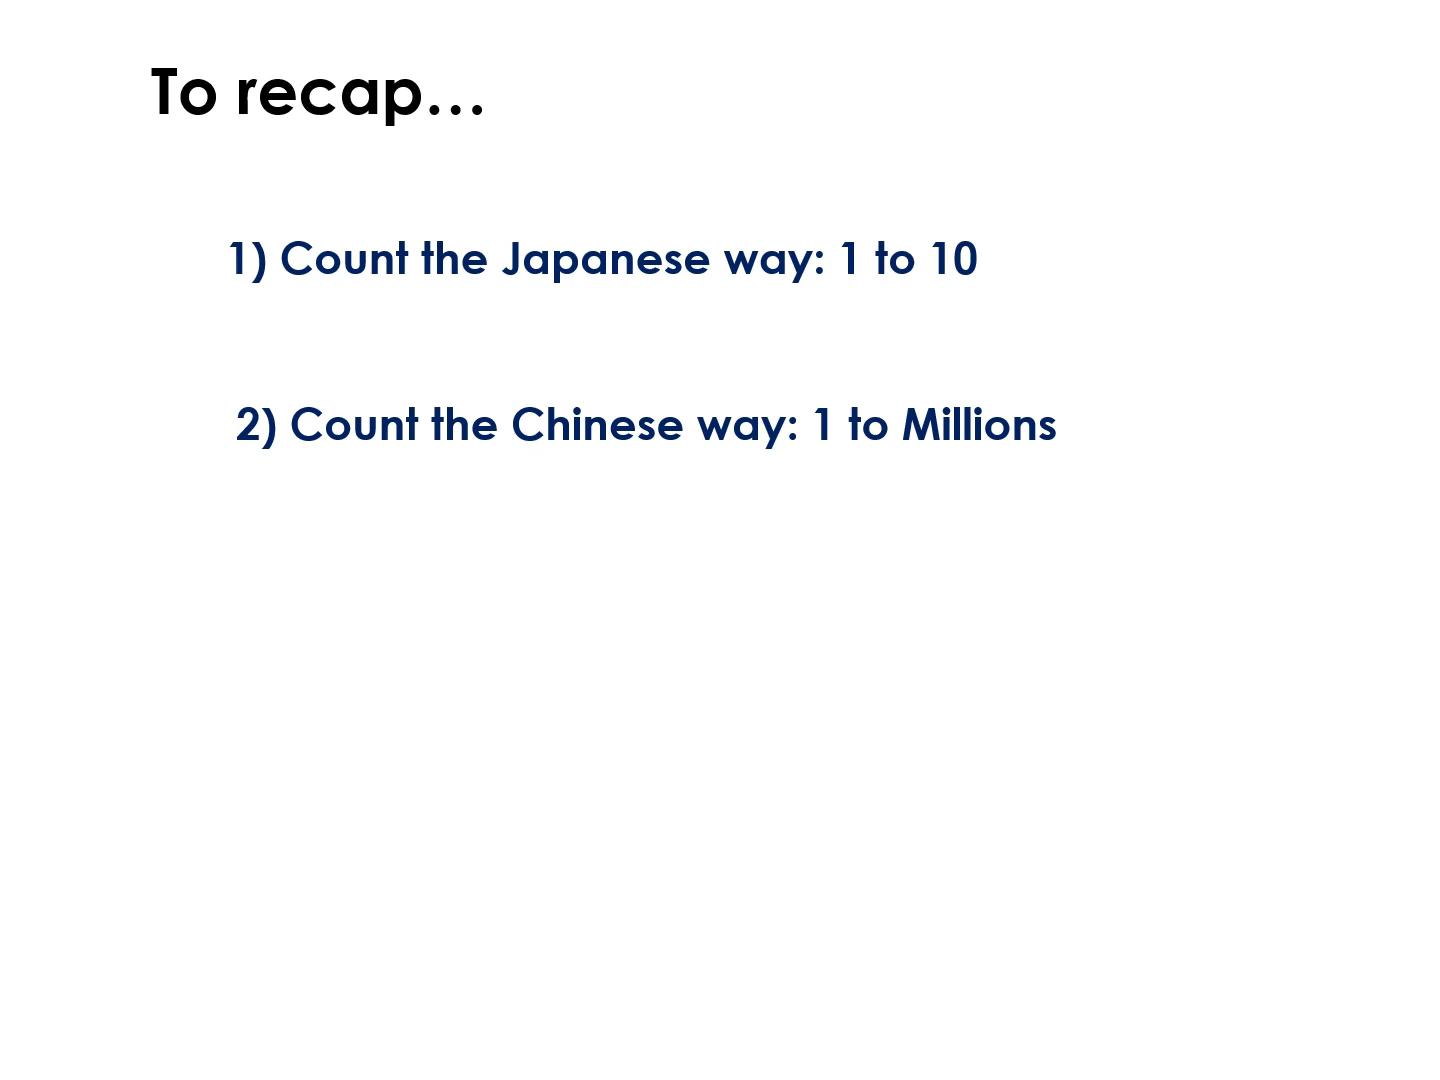 To recap…
1) Count the Japanese way: 1 to 10
2) Count the Chinese way: 1 to Millions